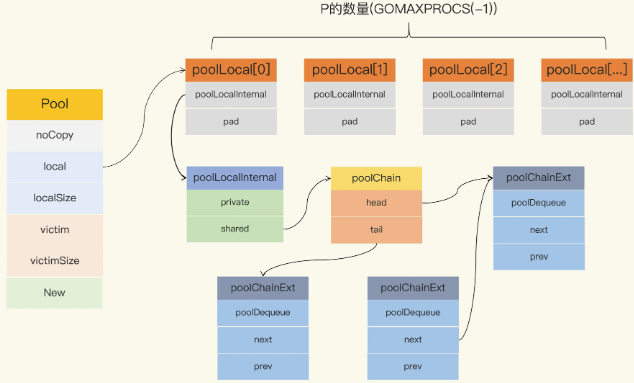 P的数量(GOMAXPROCS(-1))
poolLocal[0]
poolLocalInternal
pad
poolLocal[1]
poolLocalInternal
pad
poolLocal[2]
poolLocalInternal
pad
poolLocal[...]
poolLocalInternal
pad
Pool
noCopy
local
localSize
victim
victimSize
New
poolLocalInternal
private
shared
poolChain
head
tail
poolChainExt
poolDequeue
next
prev
poolChainExt
poolDequeue
next
prev
poolChainExt
poolDequeue
next
prev